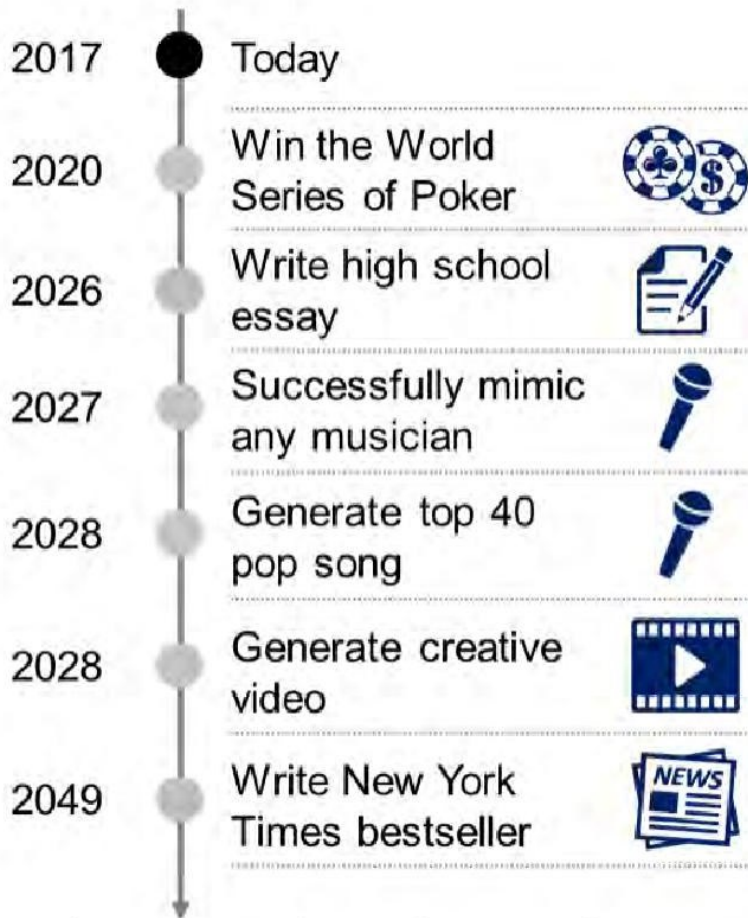 2017
Today
2020
Win the World
Series of Poker
$
2026
Write high school
essay
2027
Successfully mimic
any musician
2028
Generate top 40
pop song
2028
Generate creative
video
2049
Write New York
Times bestseller
NEWS